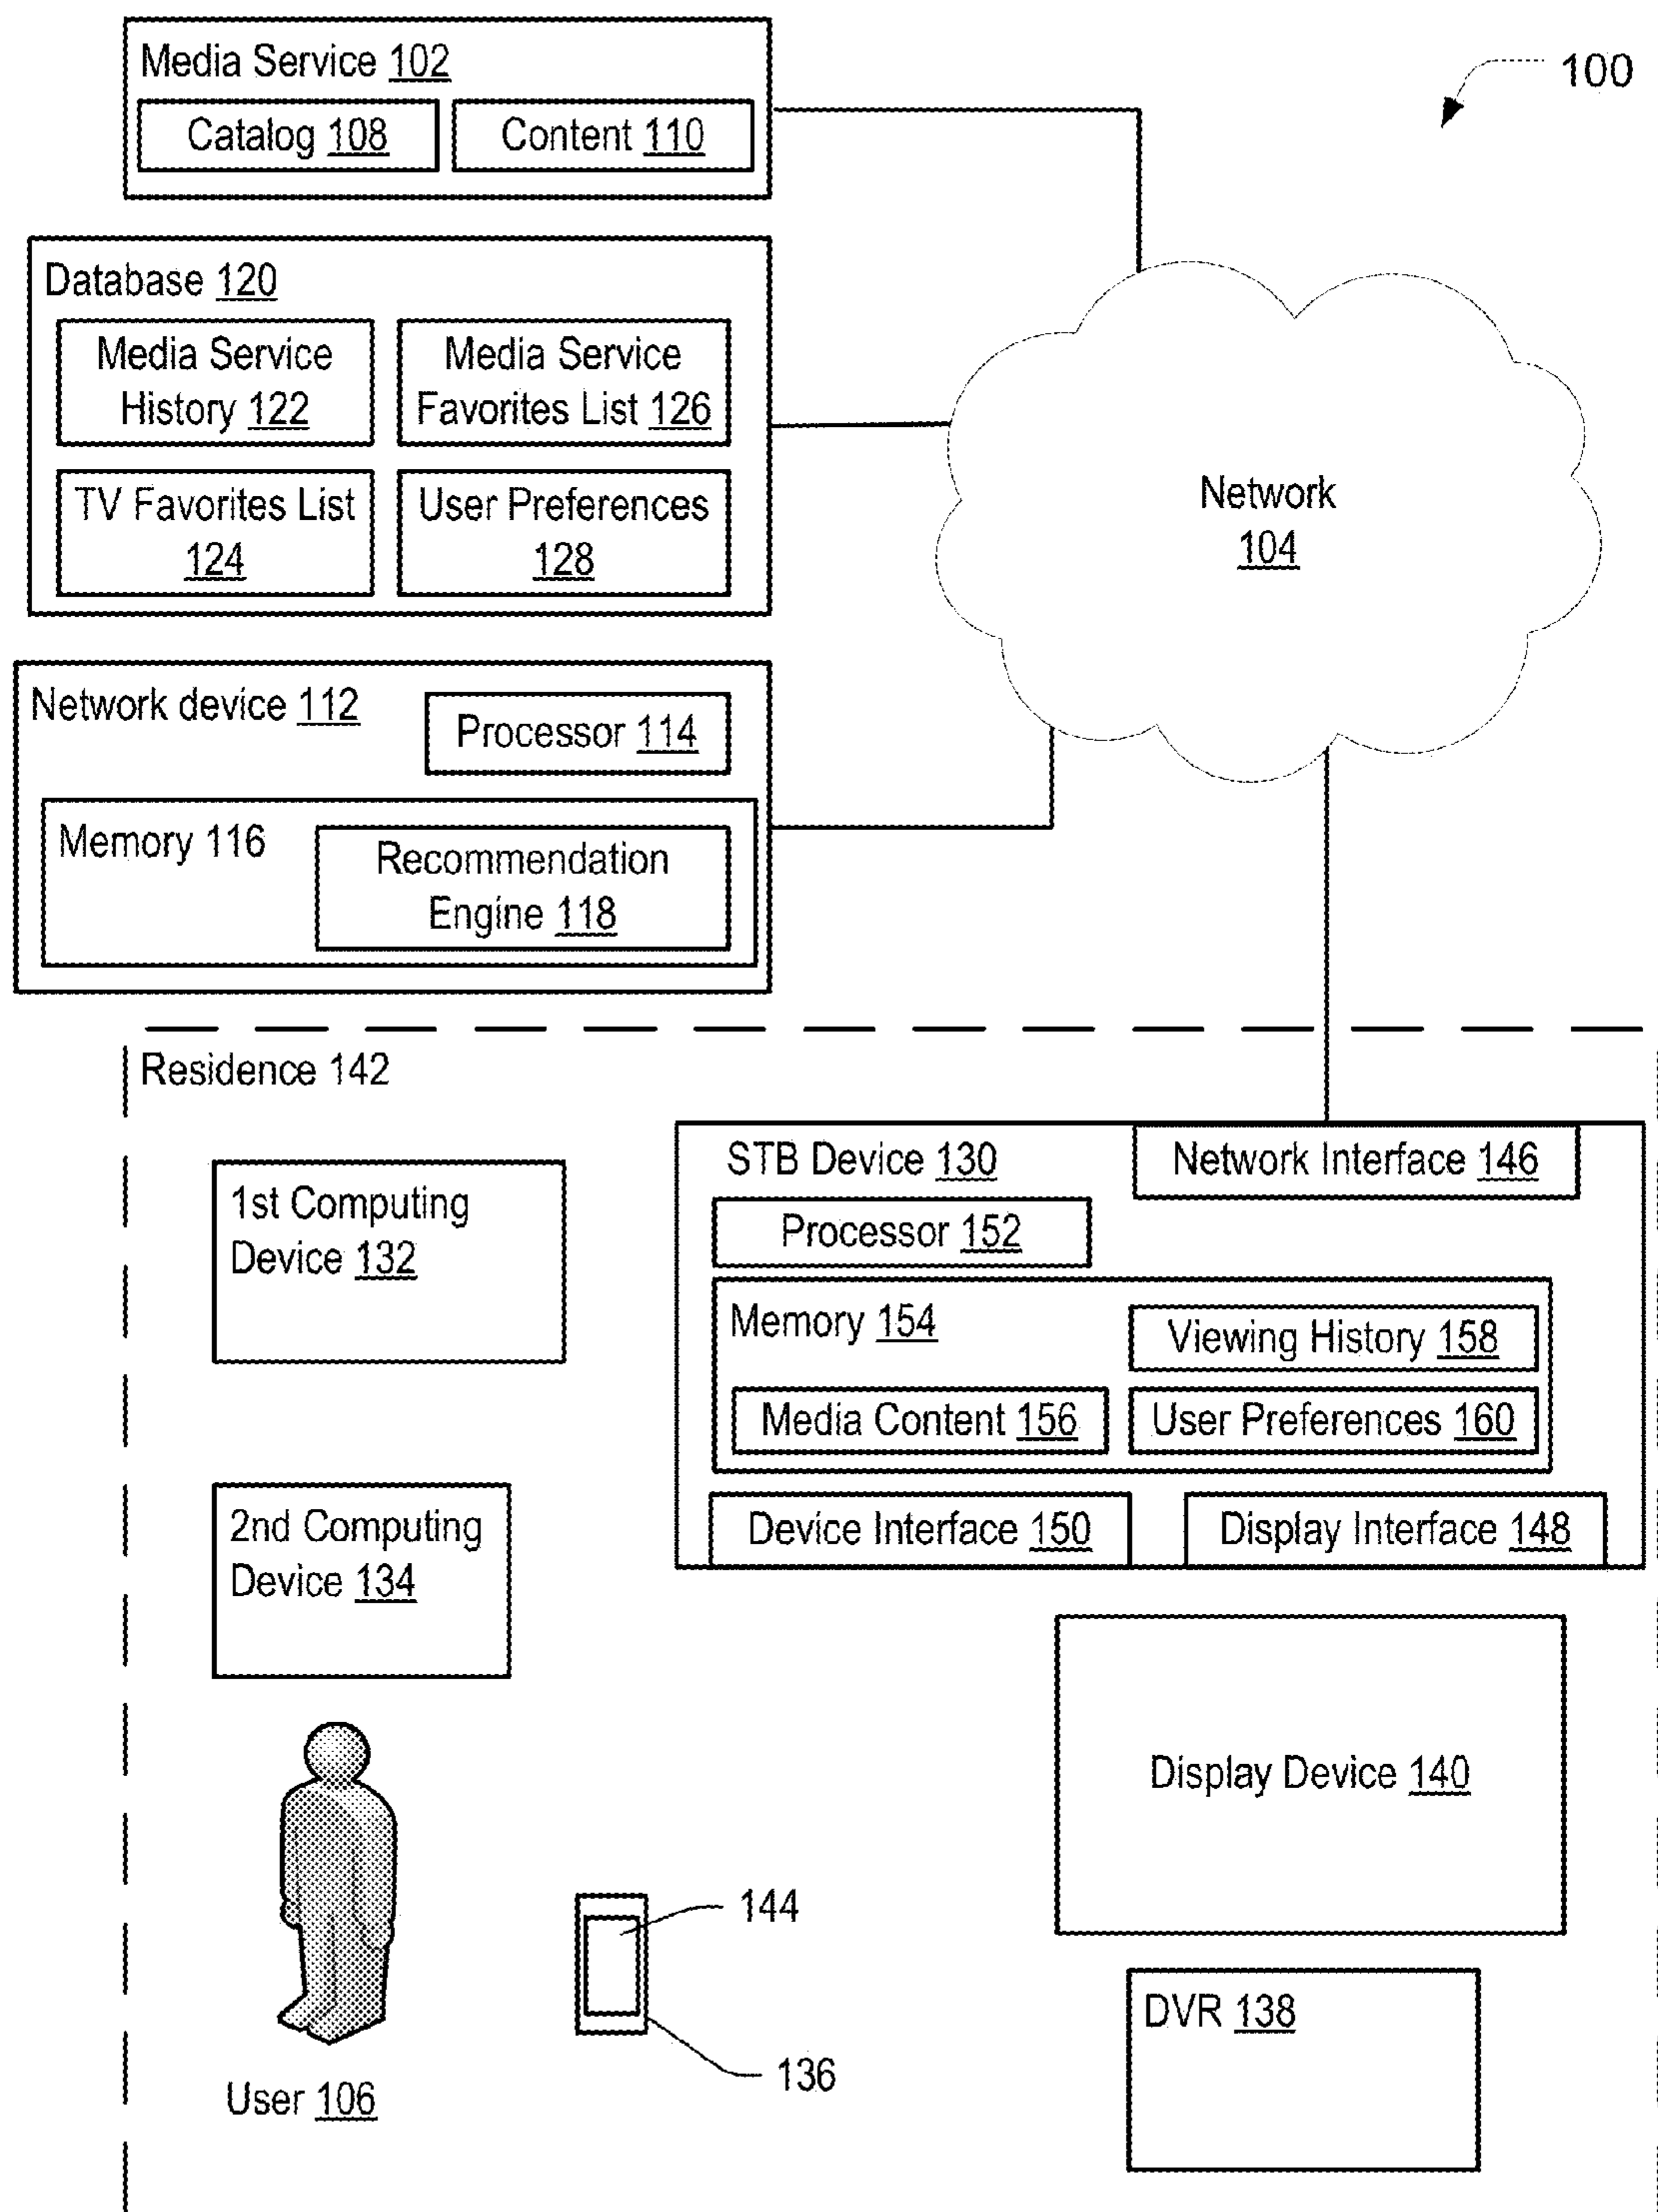 Media Service 102
100
Catalog 108
Content 110
Database 120
Media Service
History 122
Media Service
Favorites List 126
TV Favorites List
124
User Preferences
128
Network
104
Network device 112
Processor 114
Memory 116
Recommendation
Engine 118
Residence 142
1st Computing
Device 132
STB Device 130
Network Interface 146
Processor 152
Memory 154
Viewing History 158
Media Content 156
User Preferences 160
Device Interface 150
Display Interface 148
2nd Computing
Device 134
Display Device 140
144
136
DVR 138
User 106